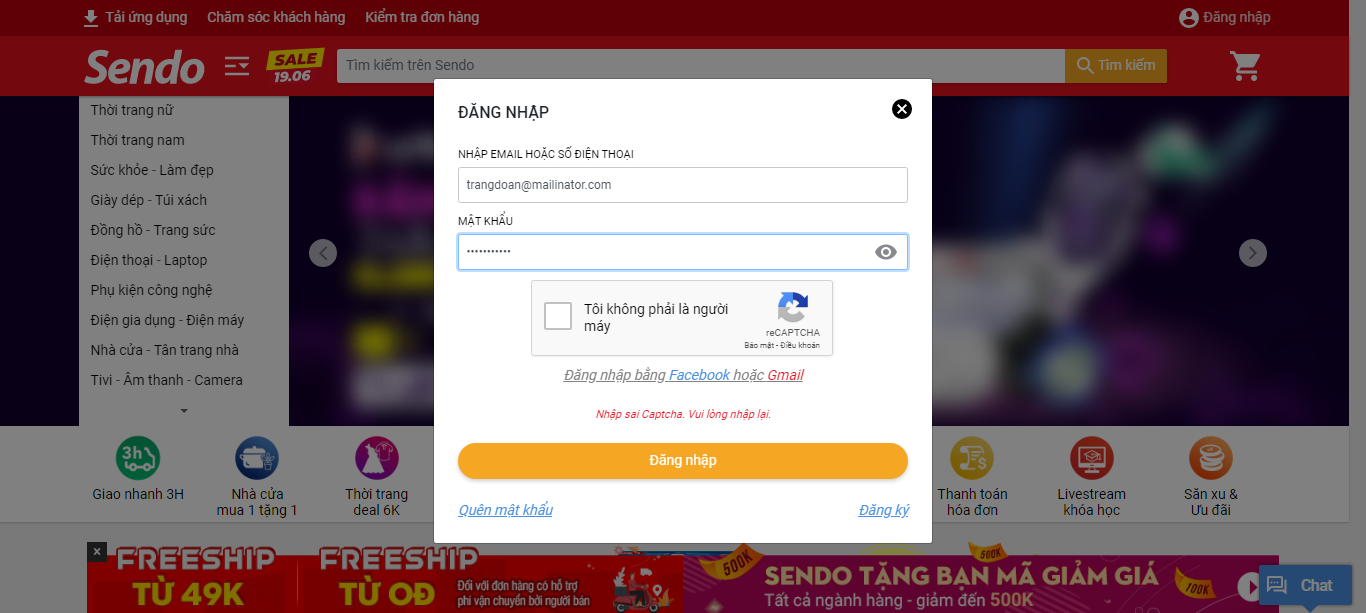 Tải ứng dụng Chăm sóc khách hàng Kiểm tra đơn hàng Đăng nhập
Sendo SALE 19.06 Tìm kiếm trên Sendo Tìm kiếm
Thời trang nữ
Thời trang nam
Sức khỏe - Làm đẹp
Giày dép - Túi xách
Đồng hồ - Trang sức
Điện thoại - Laptop
Phụ kiện công nghệ
Điện gia dụng - Điện máy
Nhà cửa - Tân trang nhà
Tivi - Âm thanh - Camera
ĐĂNG NHẬP
NHẬP EMAIL HOẶC SỐ ĐIỆN THOẠI
trangdoan@mailinator.com
MẬT KHẨU
•••••••••••
Tôi không phải là người
máy
reCAPTCHA
Bảo mật - Điều khoản
Đăng nhập bằng Facebook hoặc Gmail
Nhập sai Captcha. Vui lòng nhập lại.
Đăng nhập
Quên mật khẩu Đăng ký
3h
Giao nhanh 3H
Nhà cửa
mua 1 tặng 1
Thời trang
deal 6K
Thanh toán
hóa đơn
Livestream
khóa học
Săn xu &
Ưu đãi
FREESHIP
TỪ 49K
FREESHIP
TỪ 0Đ
Đối với đơn hàng có hỗ trợ
phí vận chuyển bởi người bán
500K
SENDO TẶNG BẠN MÃ GIẢM GIÁ
Tất cả ngành hàng - giảm đến 500K
500K
100K
Chat